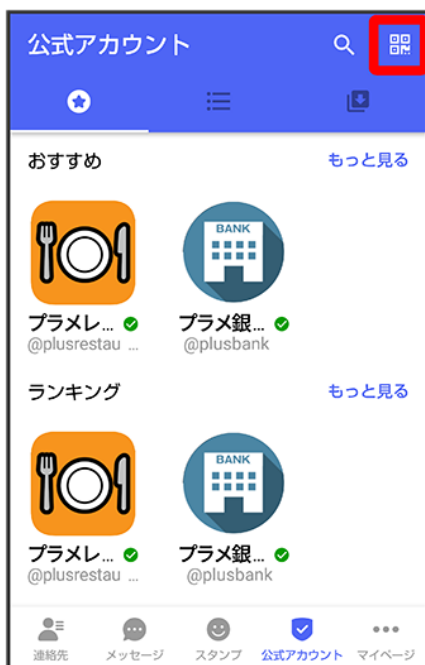 公式アカウント
おすすめ
もっと見る
BANK
プラメレ...
プラメ銀...
@plusrestau ...
@plusbank
ランキング
もっと見る
BANK
プラメレ...
プラメ銀...
@plusrestau ...
@plusbank
連絡先
メッセージ
スタンプ
公式アカウント
マイページ